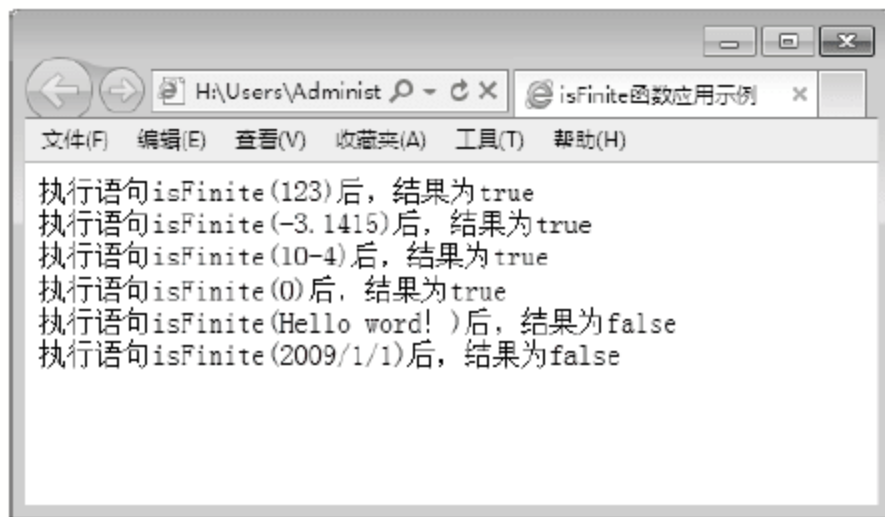 H:\Users\Administ
isFinite函数应用示例
文件(F) 编辑(E) 查看(V) 收藏夹(A) 工具(T) 帮助(H)
执行语句isFinite(123)后，结果为true
执行语句isFinite(-3.1415)后，结果为true
执行语句isFinite(10-4)后，结果为true
执行语句isFinite(0)后，结果为true
执行语句isFinite(Hello word! )后，结果为false
执行语句isFinite(2009/1/1)后，结果为false